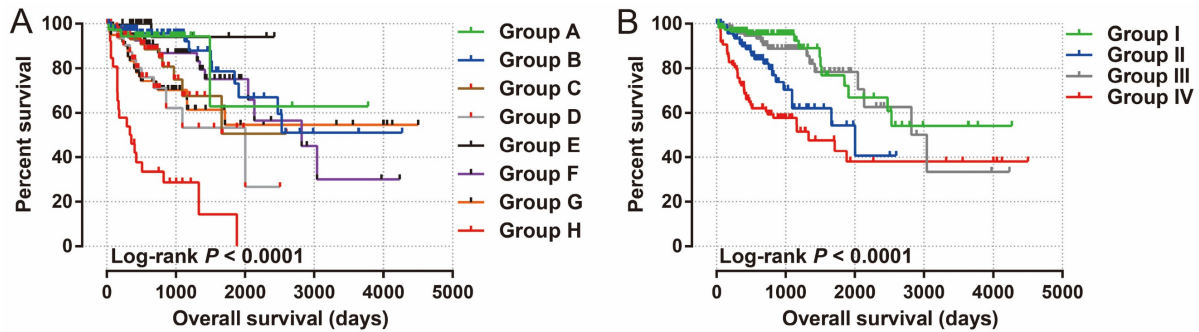 A
Percent survival
100
80
60
40
20
0
Log-rank P < 0.0001
0
1000
2000
3000
4000
5000
Overall survival (days)
Group A
Group B
Group C
Group D
Group E
Group F
Group G
Group H
B
Percent survival
100
80
60
40
20
0
Log-rank P < 0.0001
0
1000
2000
3000
4000
5000
Overall survival (days)
Group I
Group II
Group III
Group IV